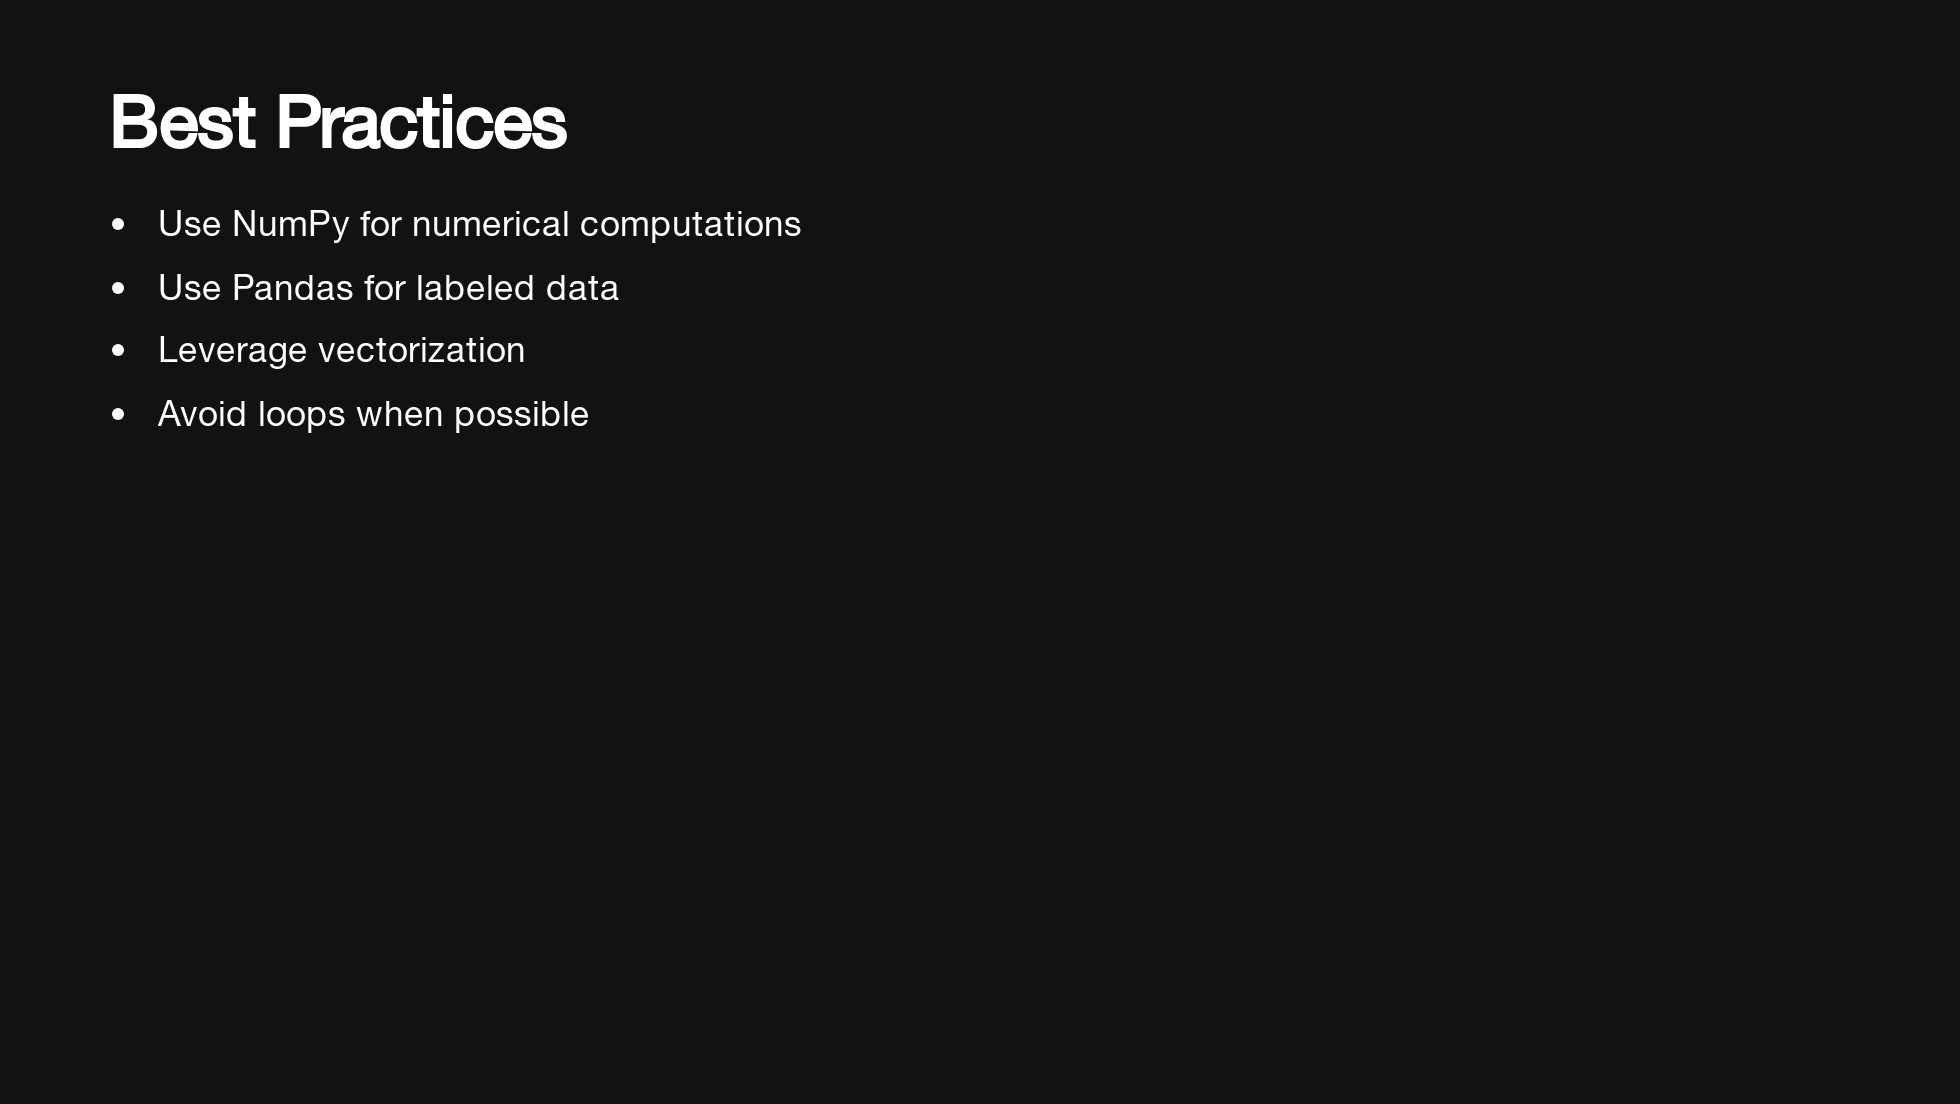 Best Practices
• Use NumPy for numerical computations
• Use Pandas for labeled data
• Leverage vectorization
• Avoid loops when possible